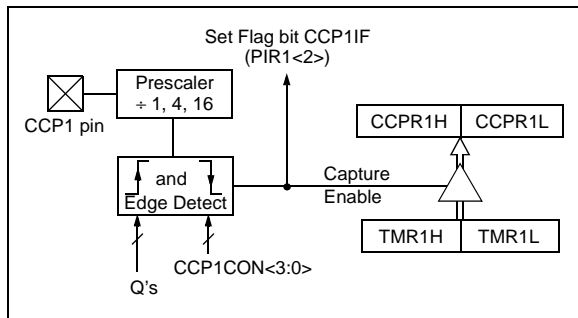 Set Flag bit CCP1IF
(PIR1<2>)
Prescaler
÷ 1, 4, 16
CCP1 pin
CCPR1H CCPR1L
and
Edge Detect
Capture
Enable
TMR1H TMR1L
CCP1CON<3:0>
Q's